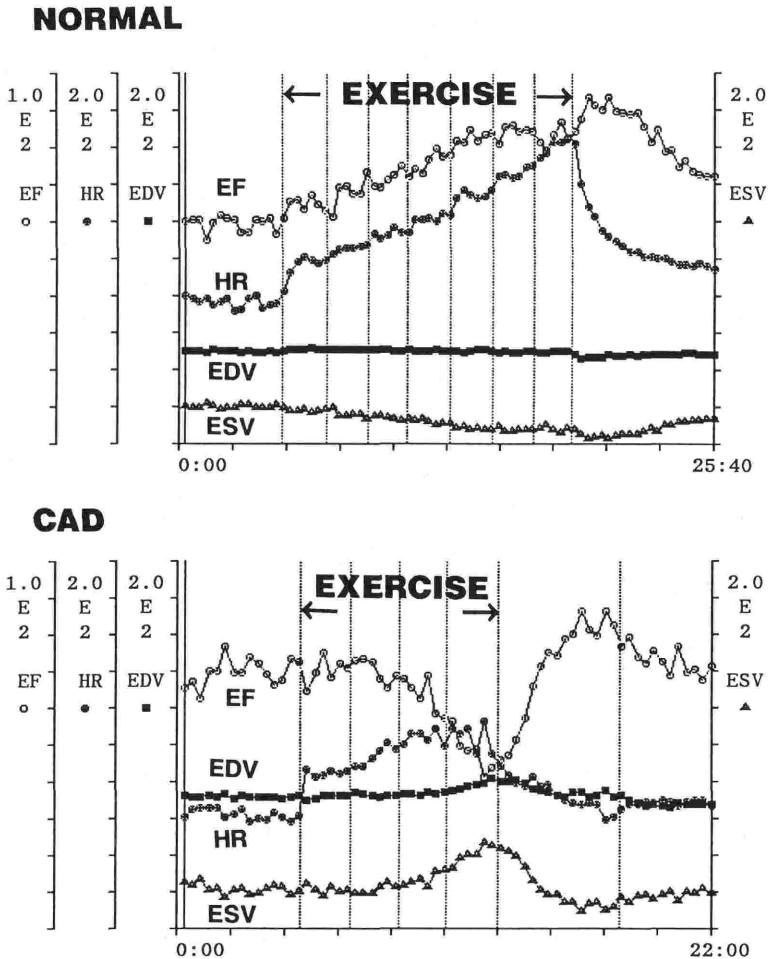 NORMAL
1.0 2.0 2.0 ← EXERCISE → 2.0
E E E E
2 2 2 2
EF HR EDV EF ESV
HR
EDV
ESV
0:00 25:40
CAD
1.0 2.0 2.0 2.0
E E E ← EXERCISE → E
2 2 2 2
EF HR EDV EF ESV
EDV
HR
ESV
0:00 22:00